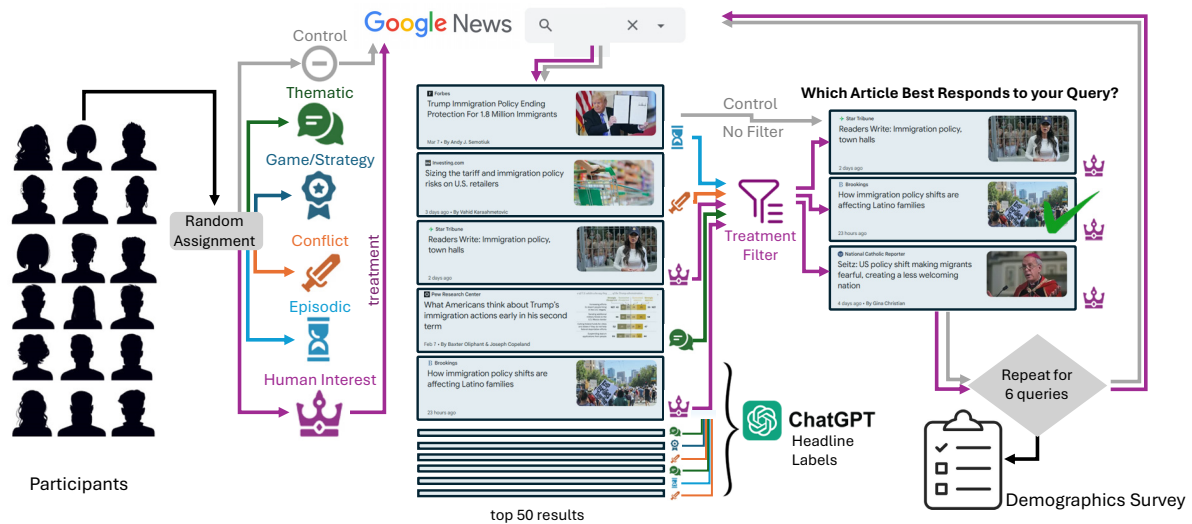 Google News
Control
Thematic
Game/Strategy
Conflict
Episodic
Human Interest
treatment
Random
Assignment
Participants
Forbes
Trump Immigration Policy Ending
Protection For 1.8 Million Immigrants
Mar 7 • By Andy J. Semotiuk
Investing.com
Sizing the tariff and immigration policy
risks on U.S. retailers
3 days ago • By Vahid Karaahmetovic
Star Tribune
Readers Write: Immigration policy,
town halls
2 days ago
Pew Research Center
What Americans think about Trump's
immigration actions early in his second
term
Feb 7 • By Baxter Oliphant & Joseph Copeland
Brookings
How immigration policy shifts are
affecting Latino families
23 hours ago
top 50 results
ChatGPT
Headline
Labels
Control
No Filter
Treatment
Filter
Which Article Best Responds to your Query?
Star Tribune
Readers Write: Immigration policy,
town halls
2 days ago
Brookings
How immigration policy shifts are
affecting Latino families
23 hours ago
National Catholic Reporter
Seitz: US policy shift making migrants
fearful, creating a less welcoming
nation
4 days ago • By Gina Christian
Repeat for
6 queries
Demographics Survey